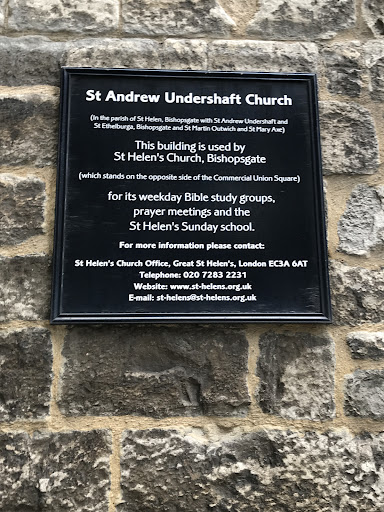 St Andrew Undershaft Church
(In the parish of St Helen, Bishopsgate with St Andrew Undershaft and
St Ethelburga, Bishopsgate and St Martin Outwich and St Mary Axe)
This building is used by
St Helen's Church, Bishopsgate
(which stands on the opposite side of the Commercial Union Square)
for its weekday Bible study groups,
prayer meetings and the
St Helen's Sunday school.
For more information please contact:
St Helen's Church Office, Great St Helen's, London EC3A 6AT
Telephone: 020 7283 2231
Website: www.st-helens.org.uk
E-mail: st-helens@st-helens.org.uk